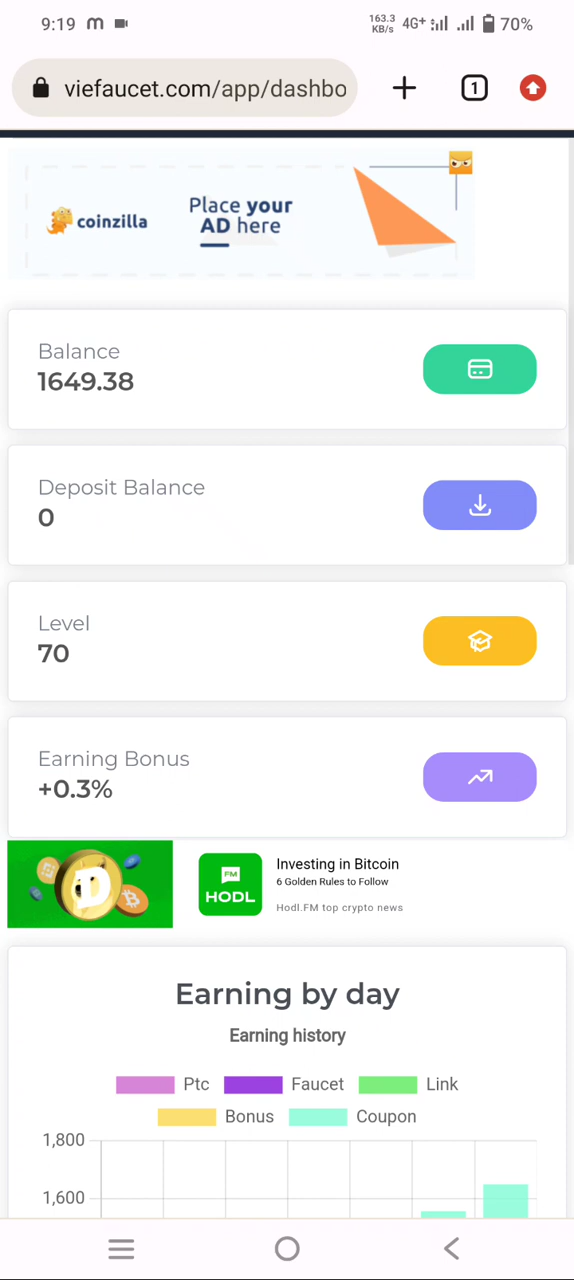 9:19 m 163.3 KB/s 4G+ 70%
viefaucet.com/app/dashbo
1
coinzilla
Place your
AD here
Balance
1649.38
Deposit Balance
0
Level
70
Earning Bonus
+0.3%
FM
HODL
Investing in Bitcoin
6 Golden Rules to Follow
Hodl.FM top crypto news
Earning by day
Earning history
Ptc Faucet Link
Bonus Coupon
1,800
1,600